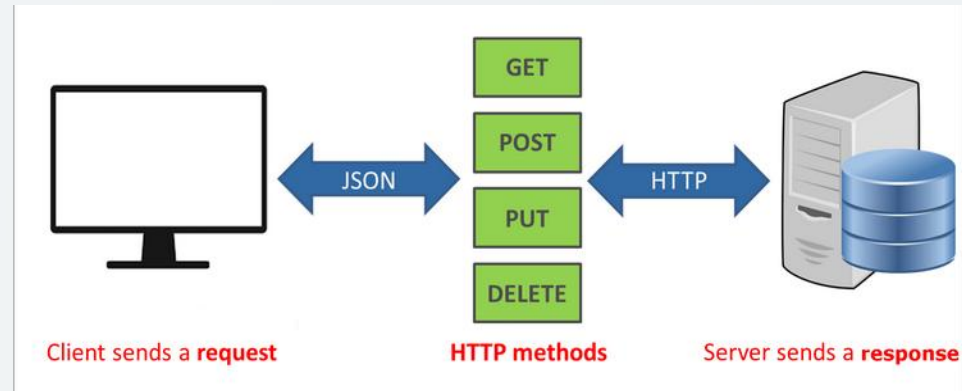 GET
POST
JSON
HTTP
PUT
DELETE
Client sends a request
HTTP methods
Server sends a response